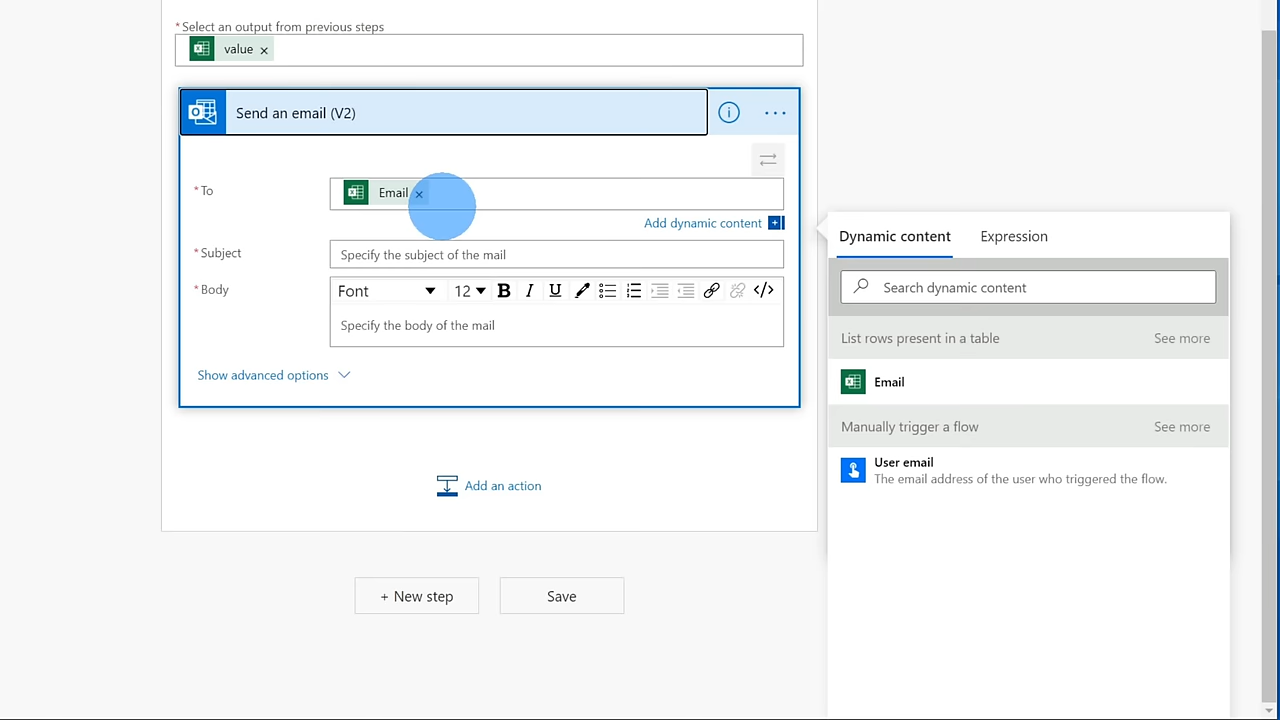 * Select an output from previous steps
value ×
Send an email (V2)
* To
Email ×
Add dynamic content +
* Subject
Specify the subject of the mail
* Body
Font 12 B I U </>
Specify the body of the mail
Show advanced options
Add an action
+ New step
Save
Dynamic content Expression
Search dynamic content
List rows present in a table See more
Email
Manually trigger a flow See more
User email
The email address of the user who triggered the flow.